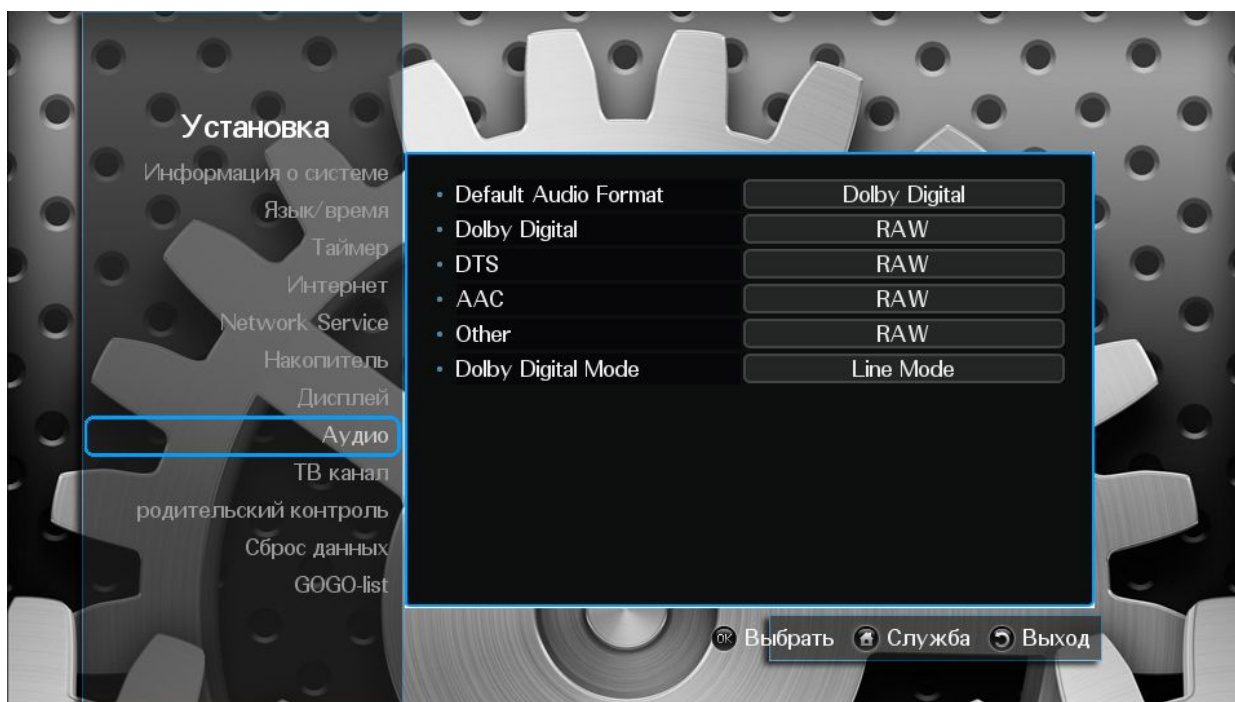 Установка
Информация о системе
Язык/время
Таймер
Интернет
Network Service
Накопитель
Дисплей
Аудио
ТВ канал
родительский контроль
Сброс данных
GOGO-list
• Default Audio Format Dolby Digital
• Dolby Digital RAW
• DTS RAW
• AAC RAW
• Other RAW
• Dolby Digital Mode Line Mode
OK Выбрать Служба Выход